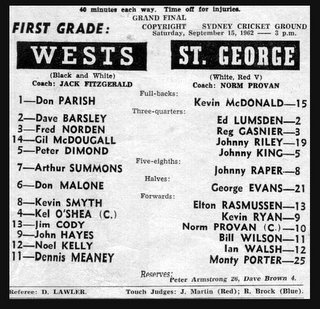 40 minutes each way. Time off for injuries.
GRAND FINAL
COPYRIGHT SYDNEY CRICKET GROUND
FIRST GRADE: Saturday, September 15, 1962 — 3 p.m.
WESTS ST. GEORGE
(Black and White) (White, Red V)
Coach: JACK FITZGERALD Coach: NORM PROVAN
Full-backs:
1—Don PARISH Kevin McDONALD—15
Three-quarters:
2—Dave BARSLEY Ed LUMSDEN—2
3—Fred NORDEN Reg GASNIER—3
14—Gil McDOUGALL Johnny RILEY—19
5—Peter DIMOND Johnny KING—5
Five-eighths:
7—Arthur SUMMONS Johnny RAPER—8
Halves:
6—Don MALONE George EVANS—21
Forwards:
8—Kevin SMYTH Elton RASMUSSEN—13
4—Kel O'SHEA (C.) Kevin RYAN—9
13—Jim CODY Norm PROVAN (C.)—10
9—John HAYES Bill WILSON—11
12—Noel KELLY Ian WALSH—12
11—Dennis MEANEY Monty PORTER—25
Reserves:
Peter Armstrong 26, Dave Brown 4.
Referee: D. LAWLER. Touch Judges: J. Martin (Red); R. Brock (Blue).